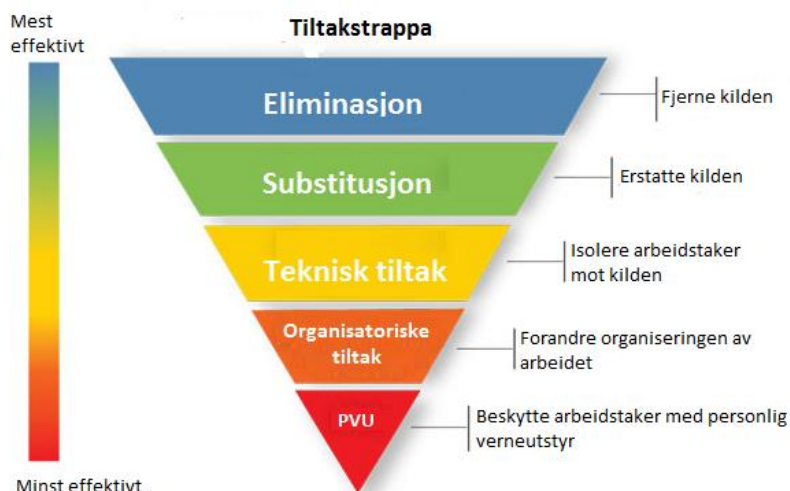 Mest
effektivt
Tiltakstrappa
Eliminasjon
Fjerne kilden
Substitusjon
Erstatte kilden
Teknisk tiltak
Isolere arbeidstaker
mot kilden
Organisatoriske
tiltak
Forandre organiseringen av
arbeidet
PVU
Beskytte arbeidstaker med personlig
verneutstyr
Minst effektivt